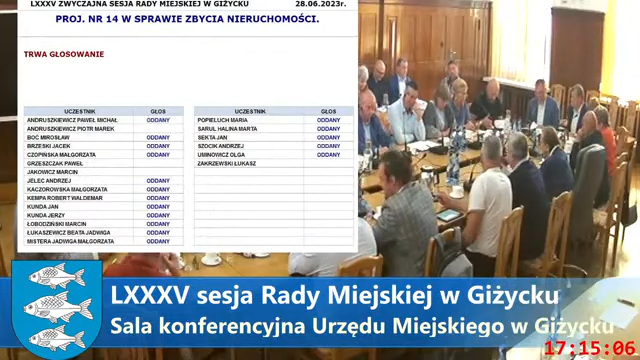 LXXXV ZWYCZAJNA SESJA RADY MIEJSKIEJ W GIŻYCKU 28.06.2023r.
PROJ. NR 14 W SPRAWIE ZBYCIA NIERUCHOMOŚCI.
TRWA GŁOSOWANIE
UCZESTNIK GŁOS
ANDRUSZKIEWICZ PAWEŁ MICHAŁ ODDANY
ANDRUSZKIEWICZ PIOTR MAREK
BOĆ MIROSŁAW ODDANY
BRZESKI JACEK ODDANY
CZOPIŃSKA MAŁGORZATA ODDANY
GRZESZCZAK PAWEŁ
JAKOWICZ MARCIN
JELEC ANDRZEJ ODDANY
KACZOROWSKA MAŁGORZATA ODDANY
KEMPA ROBERT WALDEMAR ODDANY
KUNDA JAN ODDANY
KUNDA JERZY ODDANY
ŁOBODZIŃSKI MARCIN ODDANY
ŁUKASZEWICZ BEATA JADWIGA ODDANY
MISTERA JADWIGA MAŁGORZATA ODDANY
UCZESTNIK GŁOS
POPIELUCH MARIA ODDANY
SARUL HALINA MARTA ODDANY
SEKTA JAN ODDANY
SZOCIK ANDRZEJ ODDANY
UMINOWICZ OLGA ODDANY
ZAKRZEWSKI ŁUKASZ
LXXXV sesja Rady Miejskiej w Giżycku
Sala konferencyjna Urzędu Miejskiego w Giżycku
17:15:06